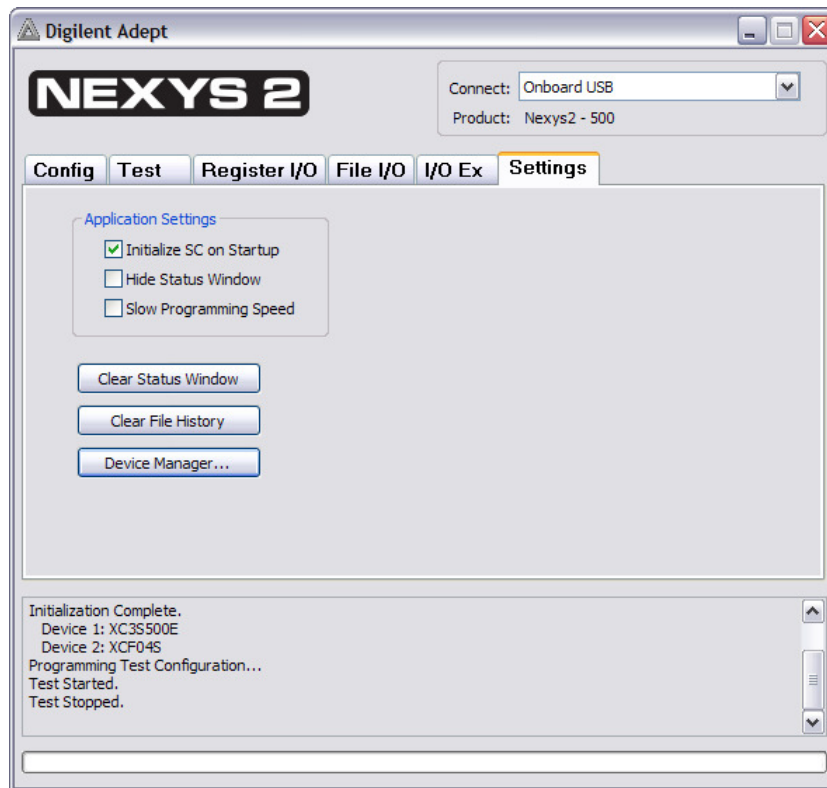 Digilent Adept
NEXYS 2
Connect: Onboard USB
Product: Nexys2 - 500
Config Test Register I/O File I/O I/O Ex Settings
Application Settings
Initialize SC on Startup
Hide Status Window
Slow Programming Speed
Clear Status Window
Clear File History
Device Manager...
Initialization Complete.
Device 1: XC3S500E
Device 2: XCF04S
Programming Test Configuration...
Test Started.
Test Stopped.